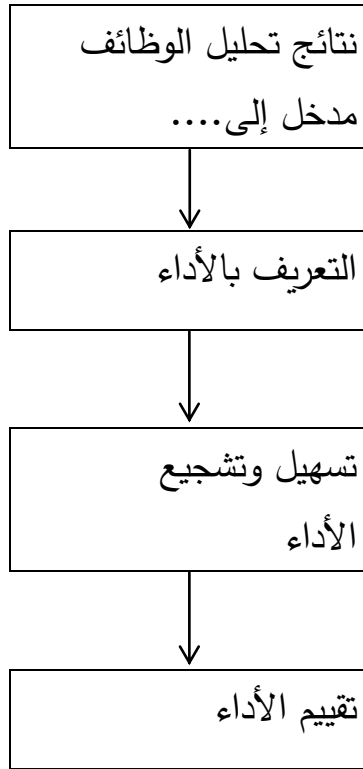 نتائج تحليل الوظائف
مدخل إلى....
التعريف بالأداء
تسهيل وتشجيع
الأداء
تقييم الأداء